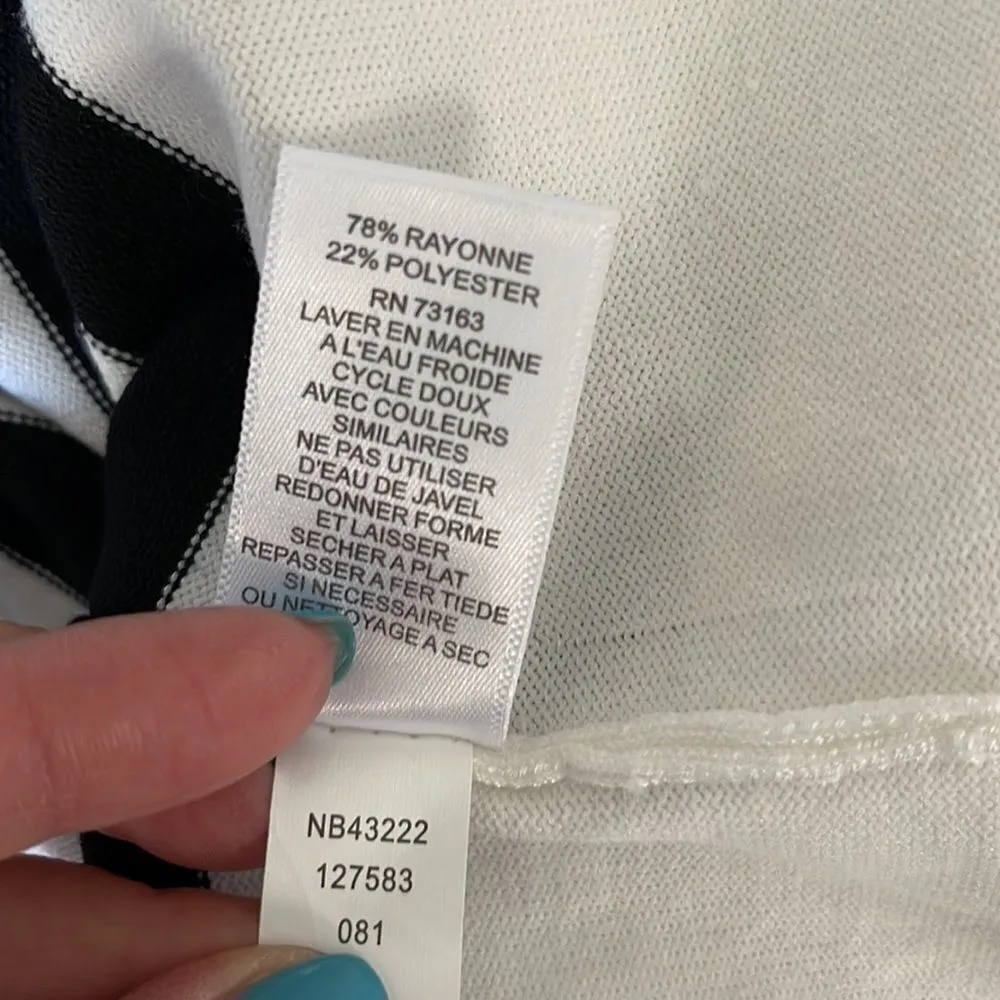 78% RAYONNE
22% POLYESTER
RN 73163
LAVER EN MACHINE
A L'EAU FROIDE
CYCLE DOUX
AVEC COULEURS
SIMILAIRES
NE PAS UTILISER
D'EAU DE JAVEL
REDONNER FORME
ET LAISSER
SECHER A PLAT
REPASSER A FER TIEDE
SI NECESSAIRE
OU NETTOYAGE A SEC
NB43222
127583
081